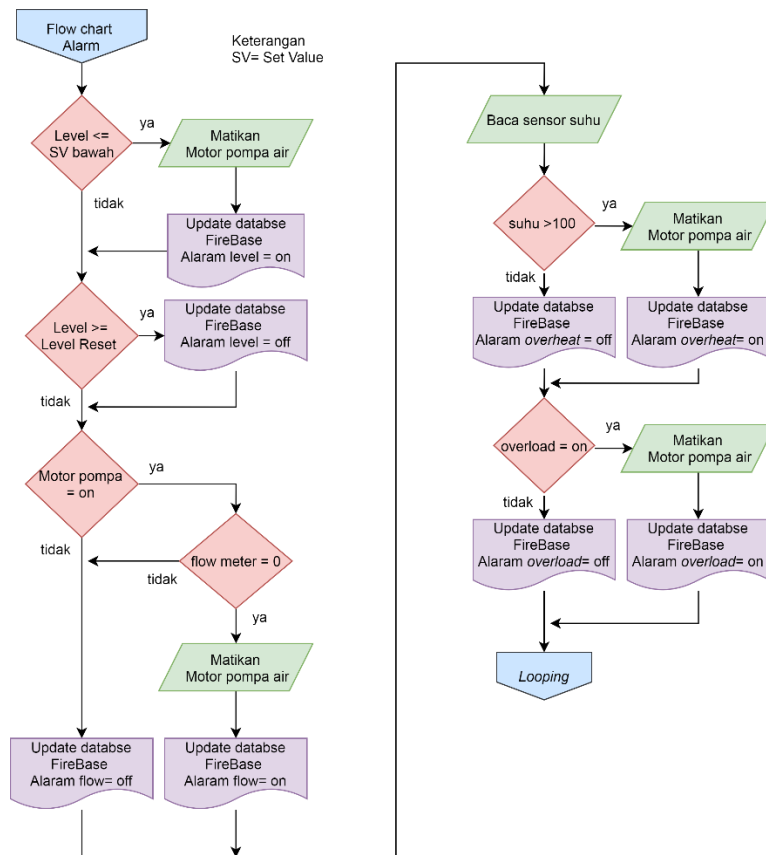 Flow chart
Alarm
Keterangan
SV= Set Value
Level <=
SV bawah
ya
Matikan
Motor pompa air
tidak
Update databse
FireBase
Alaram level = on
Level >=
Level Reset
ya
Update databse
FireBase
Alaram level = off
tidak
Motor pompa
= on
ya
tidak
flow meter = 0
tidak
ya
Matikan
Motor pompa air
Update databse
FireBase
Alaram flow= off
Update databse
FireBase
Alaram flow= on
Baca sensor suhu
suhu >100
ya
Matikan
Motor pompa air
tidak
Update databse
FireBase
Alaram overheat = off
Update databse
FireBase
Alaram overheat= on
overload = on
ya
Matikan
Motor pompa air
tidak
Update databse
FireBase
Alaram overload= off
Update databse
FireBase
Alaram overload= on
Looping